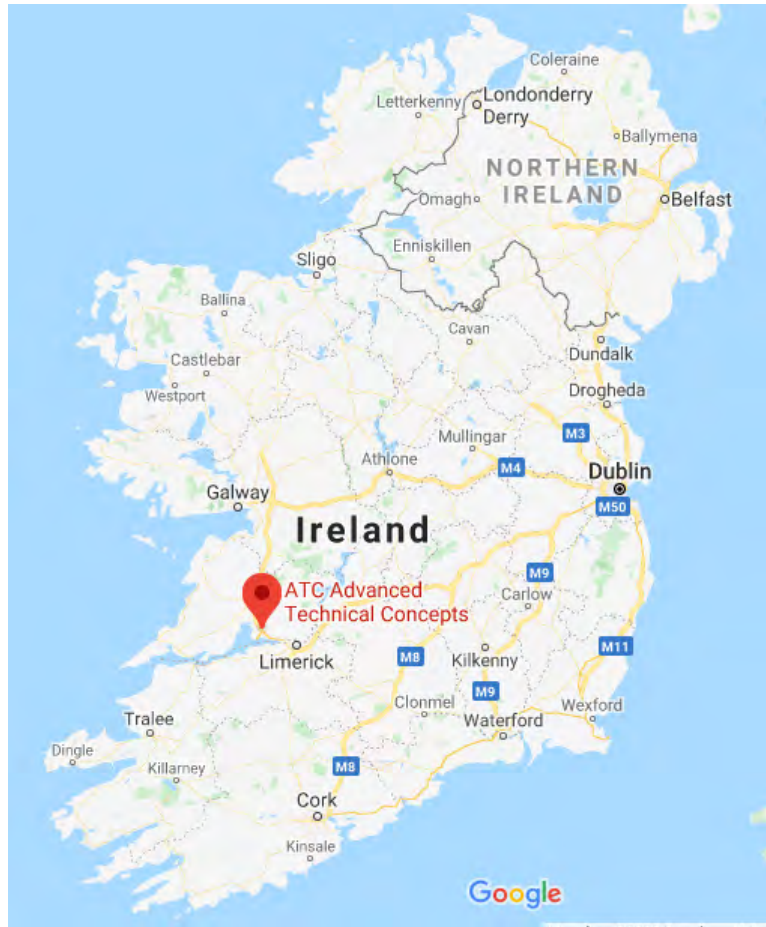 Coleraine
Letterkenny
Londonderry
Derry
Ballymena
NORTHERN
IRELAND
Omagh
Belfast
Enniskillen
Sligo
Ballina
Cavan
Dundalk
Castlebar
Westport
Drogheda
M3
Mullingar
Athlone
M4
Dublin
Galway
M50
Ireland
M9
ATC Advanced
Technical Concepts
Carlow
Limerick
M8
Kilkenny
M11
M9
Clonmel
Wexford
Tralee
Waterford
Dingle
Killarney
M8
Cork
Kinsale
Google